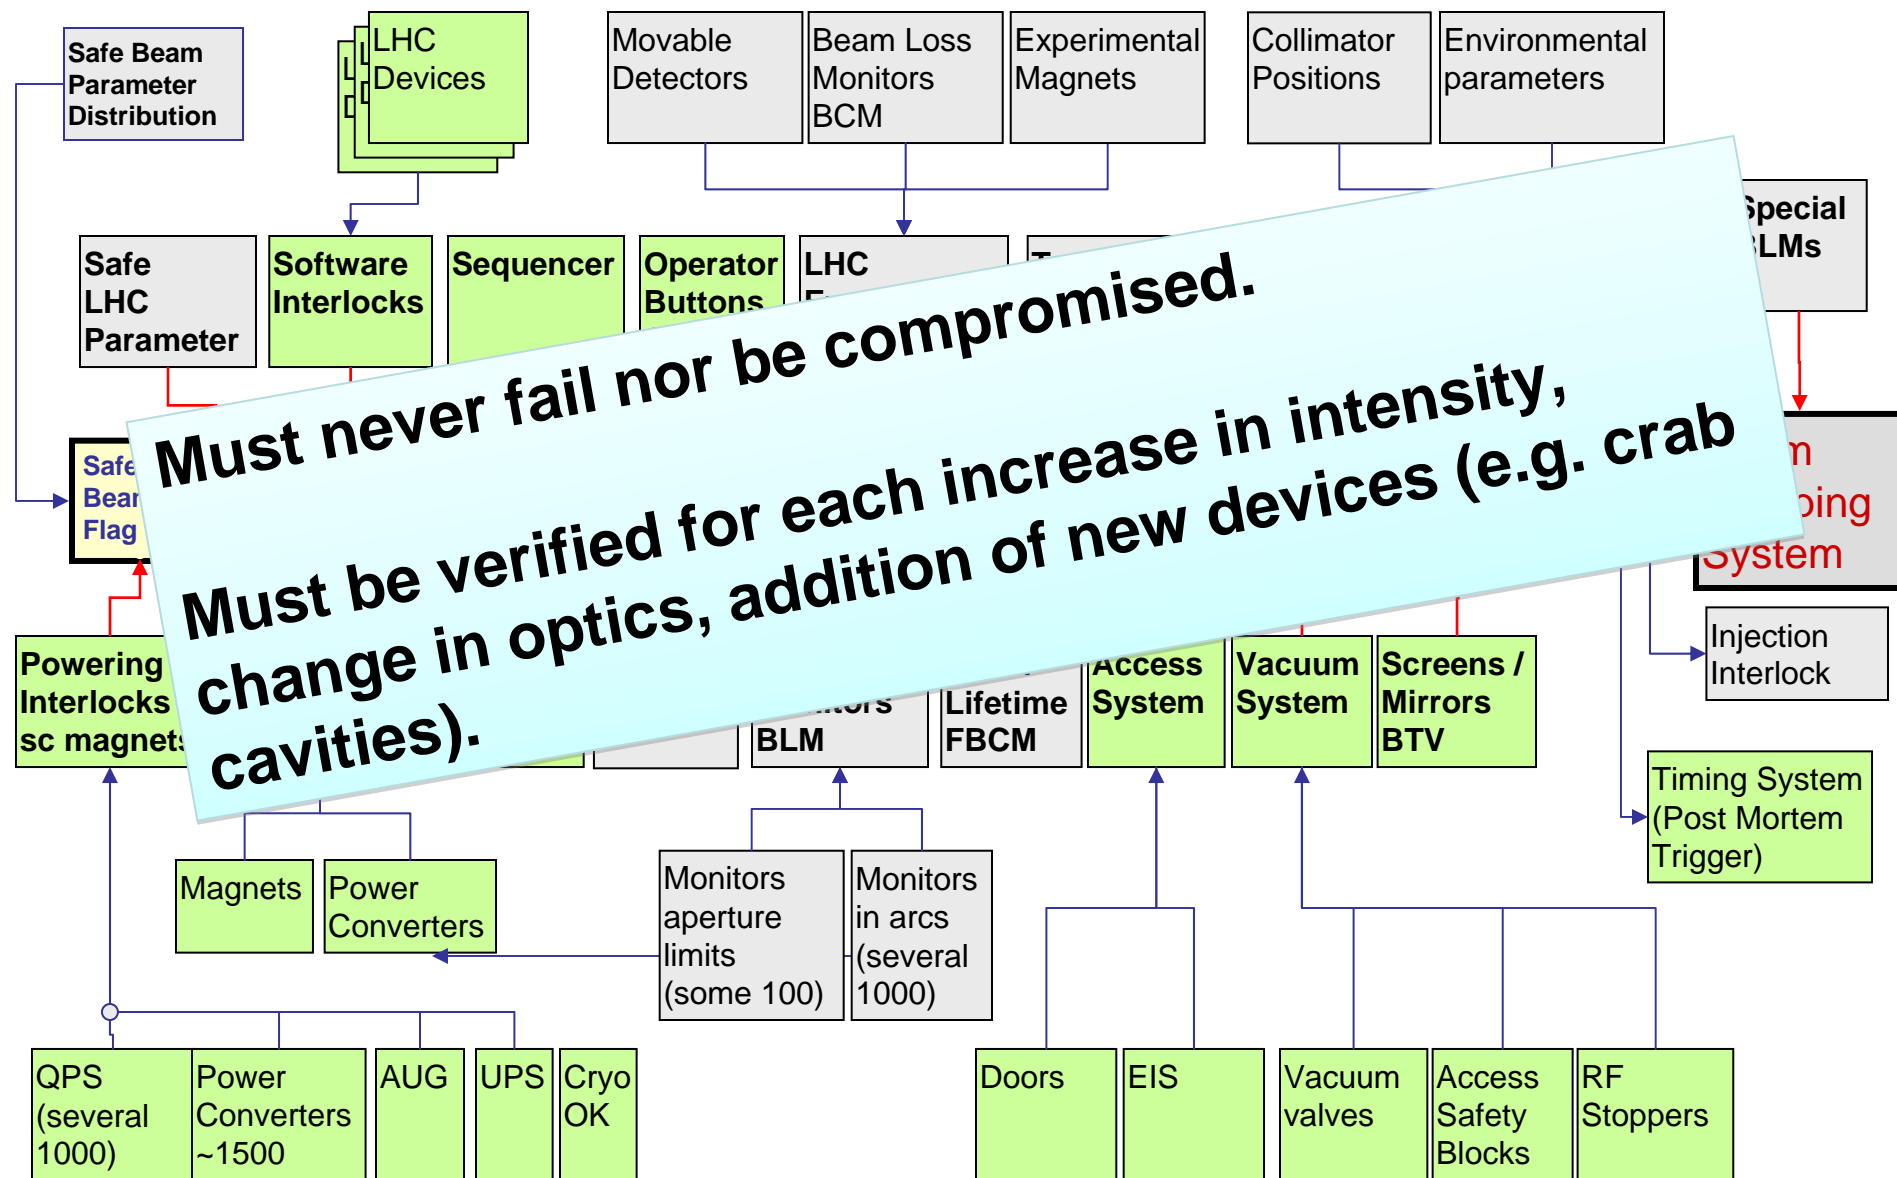 Safe Beam
Parameter
Distribution
LHC
Devices
Movable
Detectors
Beam Loss
Monitors
BCM
Experimental
Magnets
Collimator
Positions
Environmental
parameters
Safe
LHC
Parameter
Software
Interlocks
Sequencer
Operator
Buttons
LHC
Special
BLMs
Must never fail nor be compromised.
Must be verified for each increase in intensity,
change in optics, addition of new devices (e.g. crab
cavities).
Safe
Flag
System
Powering
Interlocks
sc magnets
BLM
Lifetime
FBCM
Access
System
Vacuum
System
Screens /
Mirrors
BTV
Injection
Interlock
Timing System
(Post Mortem
Trigger)
Magnets
Power
Converters
Monitors
aperture
limits
(some 100)
Monitors
in arcs
(several
1000)
QPS
(several
1000)
Power
Converters
~1500
AUG
UPS
Cryo
OK
Doors
EIS
Vacuum
valves
Access
Safety
Blocks
RF
Stoppers